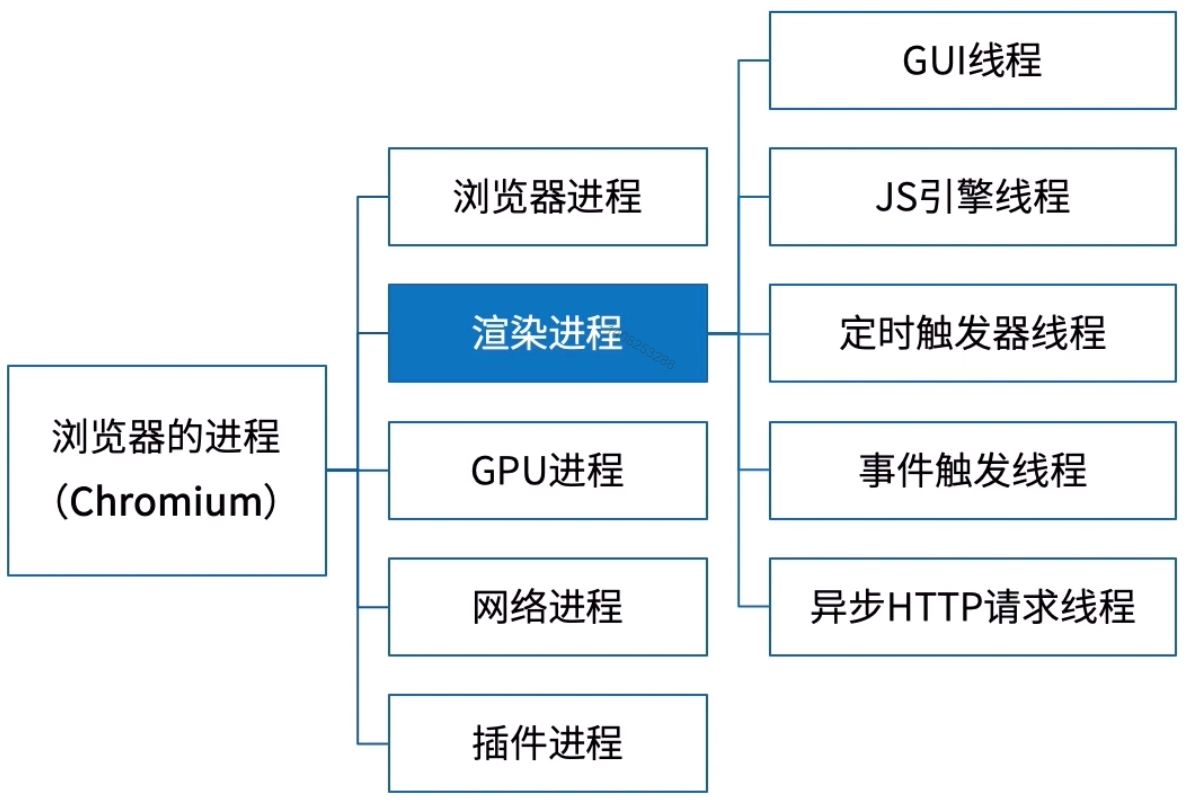 浏览器的进程
（Chromium）
浏览器进程
渲染进程
GPU进程
网络进程
插件进程
GUI线程
JS引擎线程
定时触发器线程
事件触发线程
异步HTTP请求线程